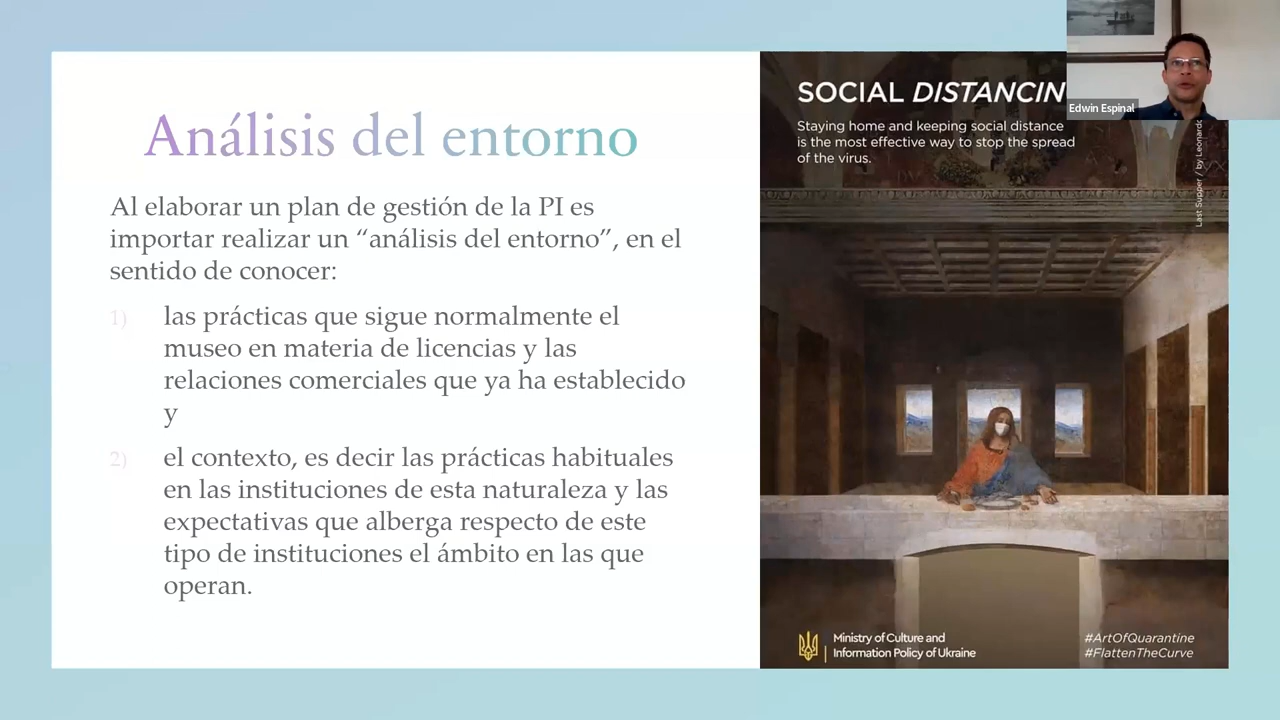 Análisis del entorno
Al elaborar un plan de gestión de la PI es
importar realizar un “análisis del entorno”, en el
sentido de conocer:
1) las prácticas que sigue normalmente el
museo en materia de licencias y las
relaciones comerciales que ya ha establecido
y
2) el contexto, es decir las prácticas habituales
en las instituciones de esta naturaleza y las
expectativas que alberga respecto de este
tipo de instituciones el ámbito en las que
operan.
SOCIAL DISTANCIN
Staying home and keeping social distance
is the most effective way to stop the spread
of the virus.
Last Supper / by Leonardo
Ministry of Culture and
Information Policy of Ukraine
#ArtOfQuarantine
#FlattenTheCurve
Edwin Espinal